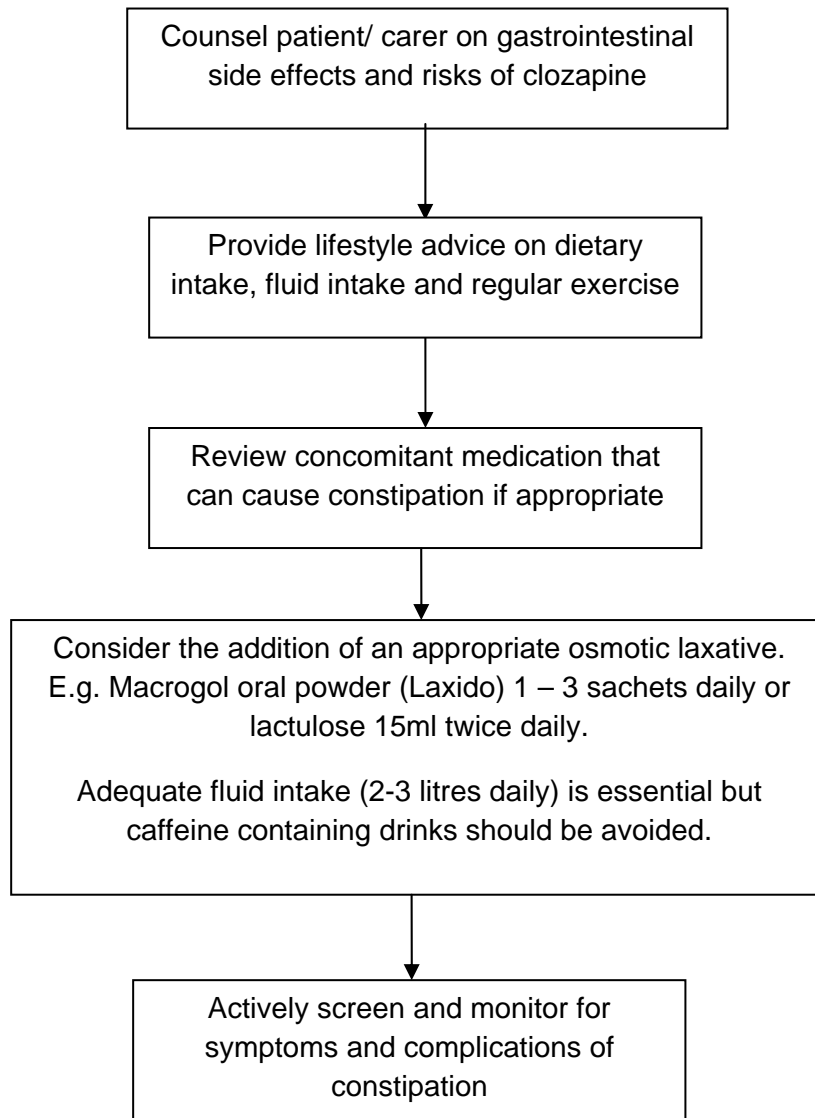 Counsel patient/ carer on gastrointestinal
side effects and risks of clozapine
Provide lifestyle advice on dietary
intake, fluid intake and regular exercise
Review concomitant medication that
can cause constipation if appropriate
Consider the addition of an appropriate osmotic laxative.
E.g. Macrogol oral powder (Laxido) 1 – 3 sachets daily or
lactulose 15ml twice daily.
Adequate fluid intake (2-3 litres daily) is essential but
caffeine containing drinks should be avoided.
Actively screen and monitor for
symptoms and complications of
constipation